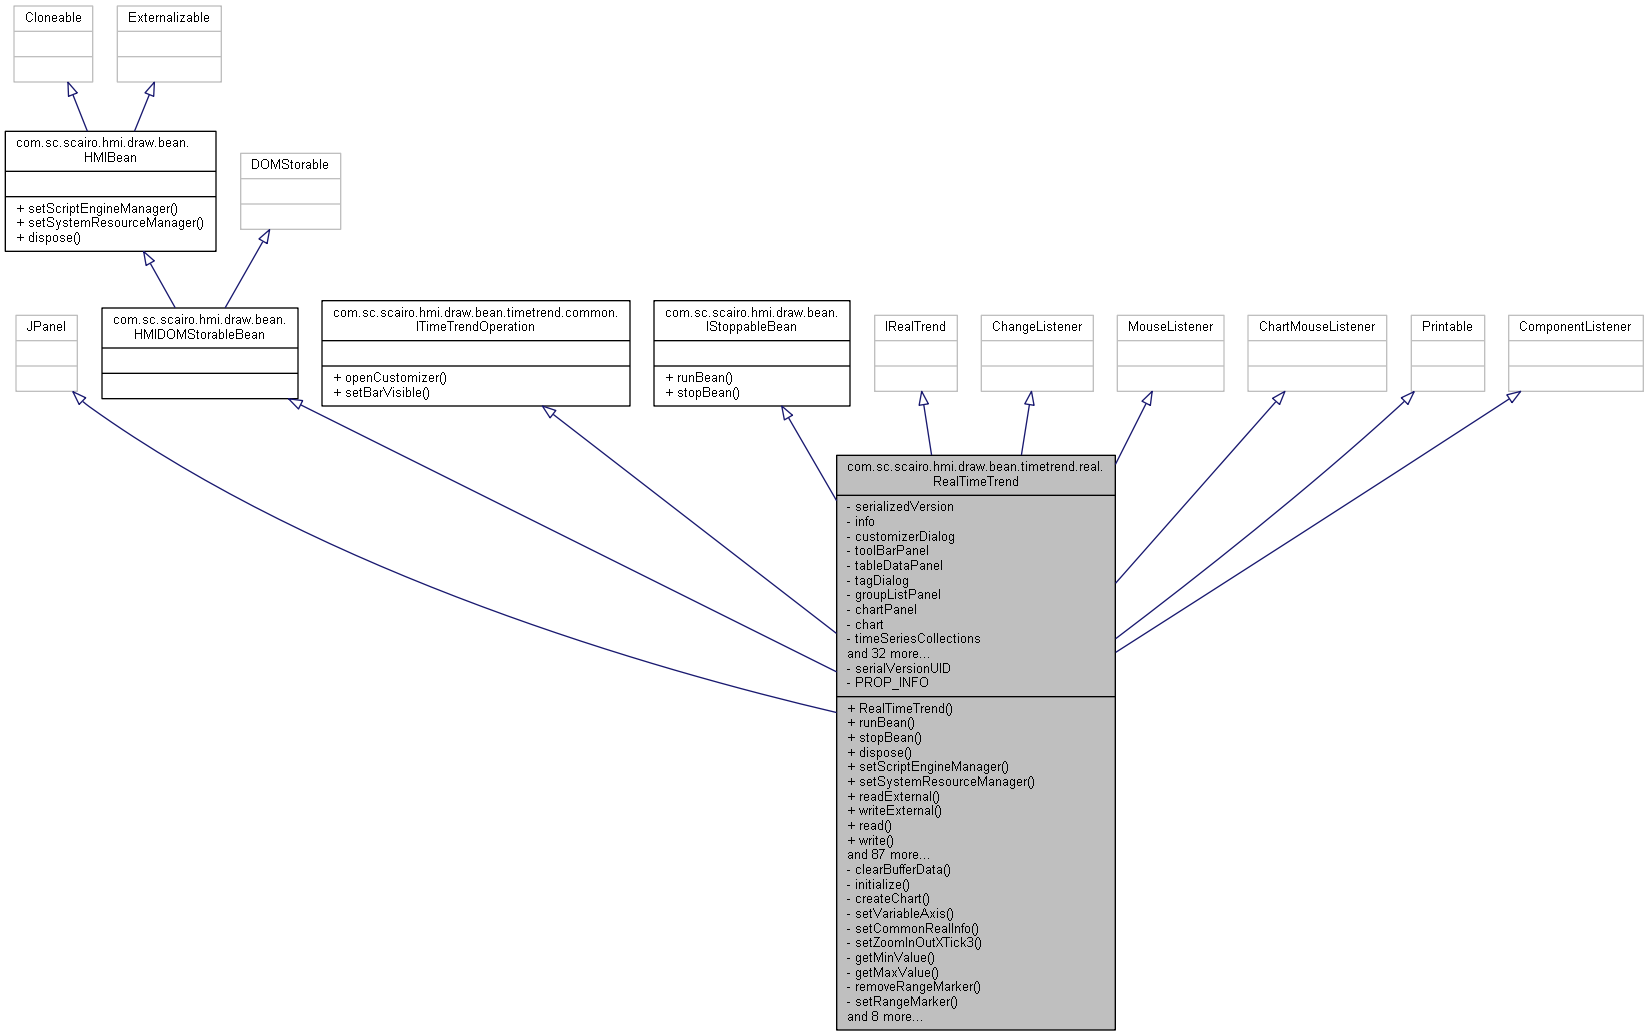 Cloneable
Externalizable
com.sc.scairo.hmi.draw.bean.
HMIBean
+ setScriptEngineManager()
+ setSystemResourceManager()
+ dispose()
DOMStorable
JPanel
com.sc.scairo.hmi.draw.bean.
HMIDOMStorableBean
com.sc.scairo.hmi.draw.bean.timetrend.common.
ITimeTrendOperation
+ openCustomizer()
+ setBarVisible()
com.sc.scairo.hmi.draw.bean.
IStoppableBean
+ runBean()
+ stopBean()
IRealTrend
ChangeListener
MouseListener
ChartMouseListener
Printable
ComponentListener
com.sc.scairo.hmi.draw.bean.timetrend.real.
RealTimeTrend
- serializedVersion
- info
- customizerDialog
- toolBarPanel
- tableDataPanel
- tagDialog
- groupListPanel
- chartPanel
- chart
- timeSeriesCollections
and 32 more...
- serialVersionUID
- PROP_INFO
+ RealTimeTrend()
+ runBean()
+ stopBean()
+ dispose()
+ setScriptEngineManager()
+ setSystemResourceManager()
+ readExternal()
+ writeExternal()
+ read()
+ write()
and 87 more...
- clearBufferData()
- initialize()
- createChart()
- setVariableAxis()
- setCommonRealInfo()
- setZoomInOutXTick3()
- getMinValue()
- getMaxValue()
- removeRangeMarker()
- setRangeMarker()
and 8 more...